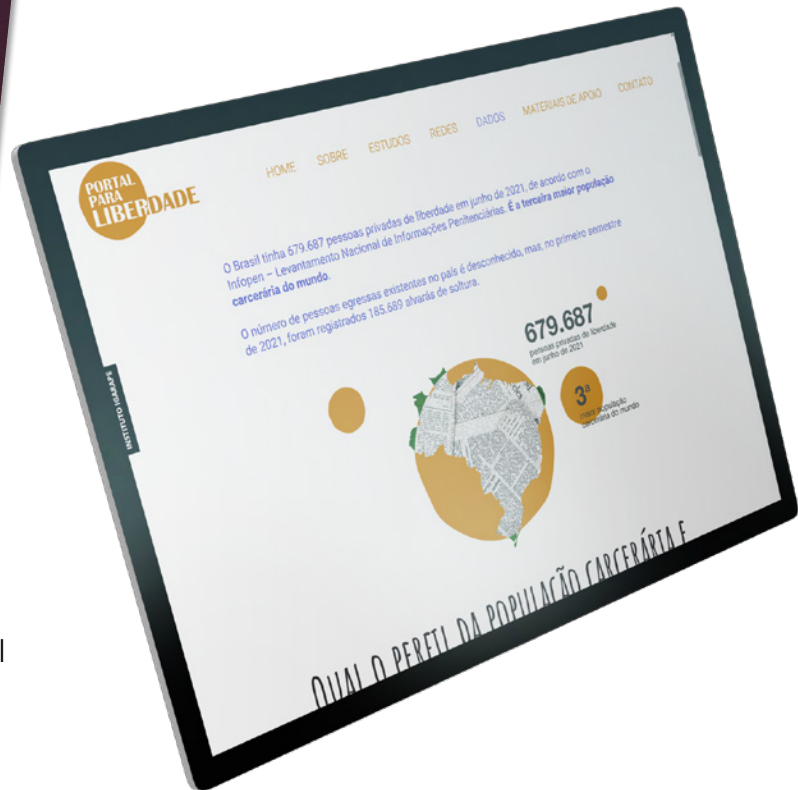 PORTAL
PARA
LIBERDADE
HOME SOBRE ESTUDOS REDES DADOS MATERIAIS DE APOIO CONTATO
O Brasil tinha 679.687 pessoas privadas de liberdade em junho de 2021, de acordo com o
Infopen – Levantamento Nacional de Informações Penitenciárias. É a terceira maior população
carcerária do mundo.
O número de pessoas egressas existentes no país é desconhecido, mas, no primeiro semestre
de 2021, foram registrados 185.689 alvarás de soltura.
679.687
pessoas privadas de liberdade
em junho de 2021
3ª
maior população
carcerária do mundo
INSTITUTO IGARAPÉ
QUAL O PERFIL DA POPULAÇÃO CARCERÁRIA E
l